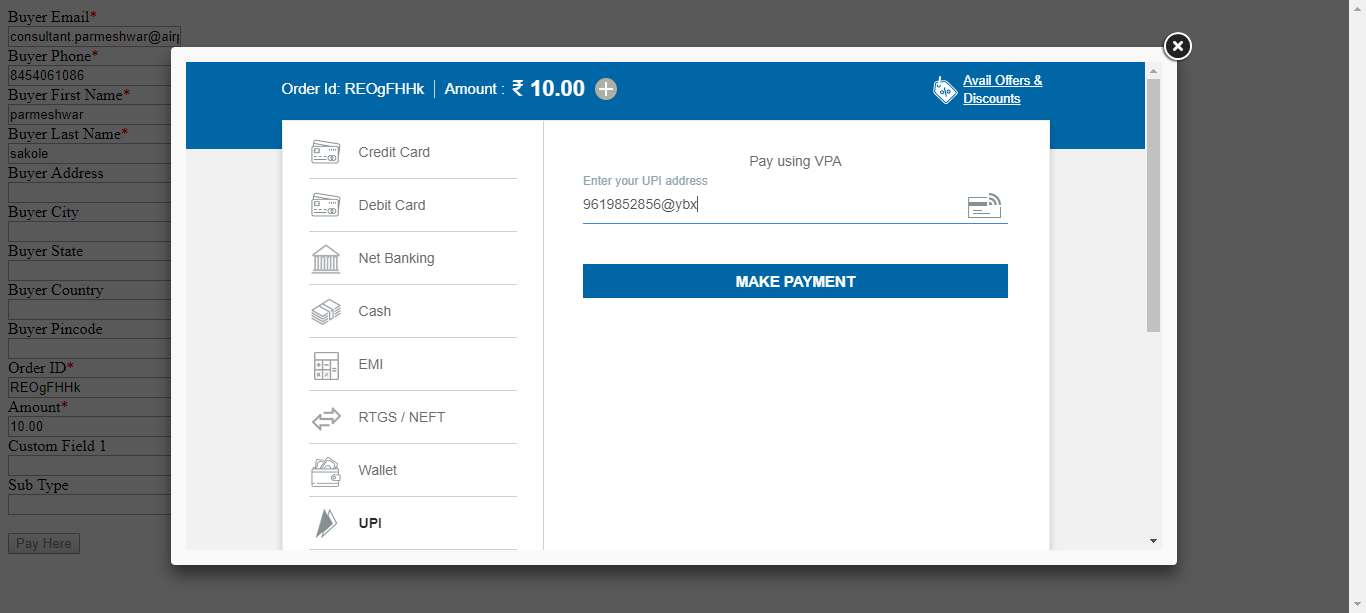 Buyer Email*
consultant.parmeshwar@airp
Buyer Phone*
8454061086
Buyer First Name*
parmeshwar
Buyer Last Name*
sakole
Buyer Address
Buyer City
Buyer State
Buyer Country
Buyer Pincode
Order ID*
REOgFHHk
Amount*
10.00
Custom Field 1
Sub Type
Pay Here
Order Id: REOgFHHk | Amount : ₹ 10.00
Avail Offers &
Discounts
Credit Card
Debit Card
Net Banking
Cash
EMI
RTGS / NEFT
Wallet
UPI
Pay using VPA
Enter your UPI address
9619852856@ybx
MAKE PAYMENT